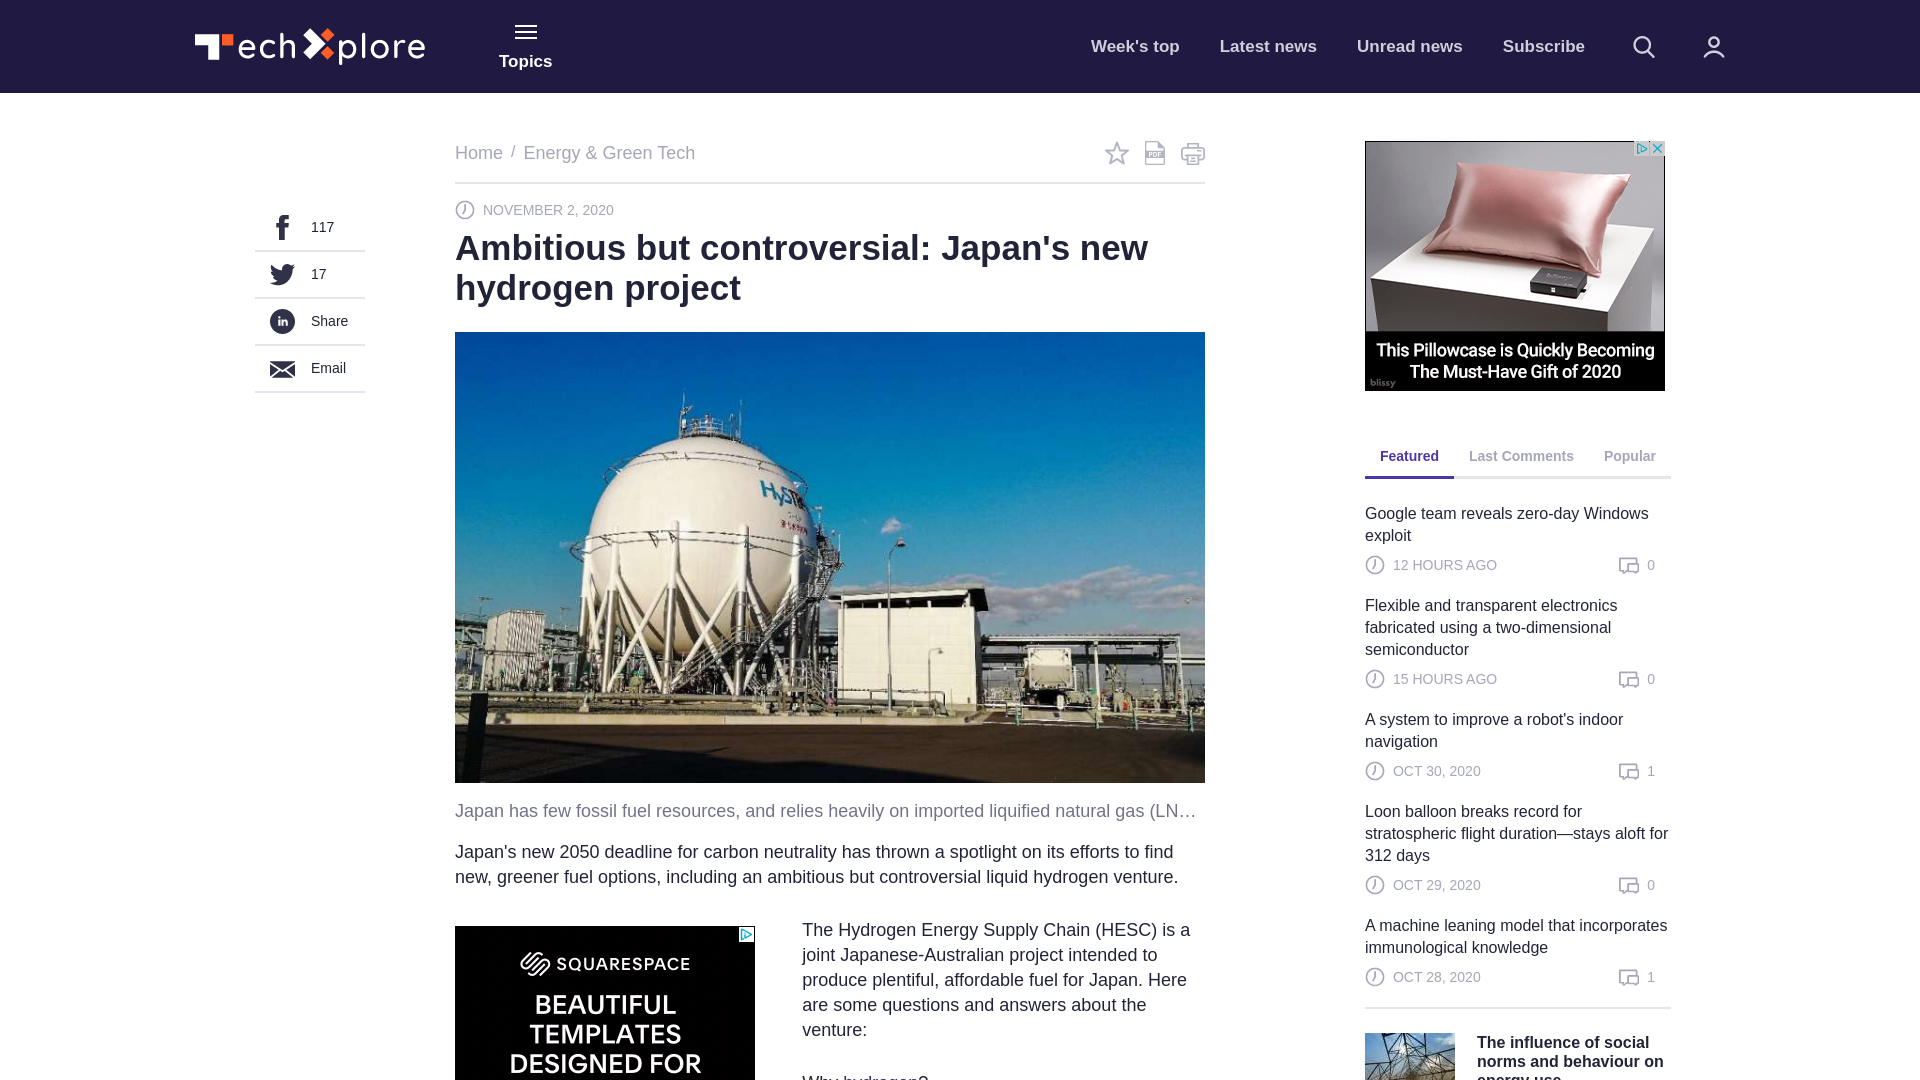 Tech Xplore
Topics
Week's top
Latest news
Unread news
Subscribe
Home / Energy & Green Tech
PDF
117
17
in Share
Email
NOVEMBER 2, 2020
Ambitious but controversial: Japan's new
hydrogen project
HyST
Japan has few fossil fuel resources, and relies heavily on imported liquified natural gas (LN…
Japan's new 2050 deadline for carbon neutrality has thrown a spotlight on its efforts to find
new, greener fuel options, including an ambitious but controversial liquid hydrogen venture.
SQUARESPACE
BEAUTIFUL
TEMPLATES
DESIGNED FOR
The Hydrogen Energy Supply Chain (HESC) is a
joint Japanese-Australian project intended to
produce plentiful, affordable fuel for Japan. Here
are some questions and answers about the
venture:
Why hydrogen?
This Pillowcase is Quickly Becoming
The Must-Have Gift of 2020
blissy
Featured
Last Comments
Popular
Google team reveals zero-day Windows
exploit
12 HOURS AGO 0
Flexible and transparent electronics
fabricated using a two-dimensional
semiconductor
15 HOURS AGO 0
A system to improve a robot's indoor
navigation
OCT 30, 2020 1
Loon balloon breaks record for
stratospheric flight duration—stays aloft for
312 days
OCT 29, 2020 0
A machine leaning model that incorporates
immunological knowledge
OCT 28, 2020 1
The influence of social
norms and behaviour on
energy use